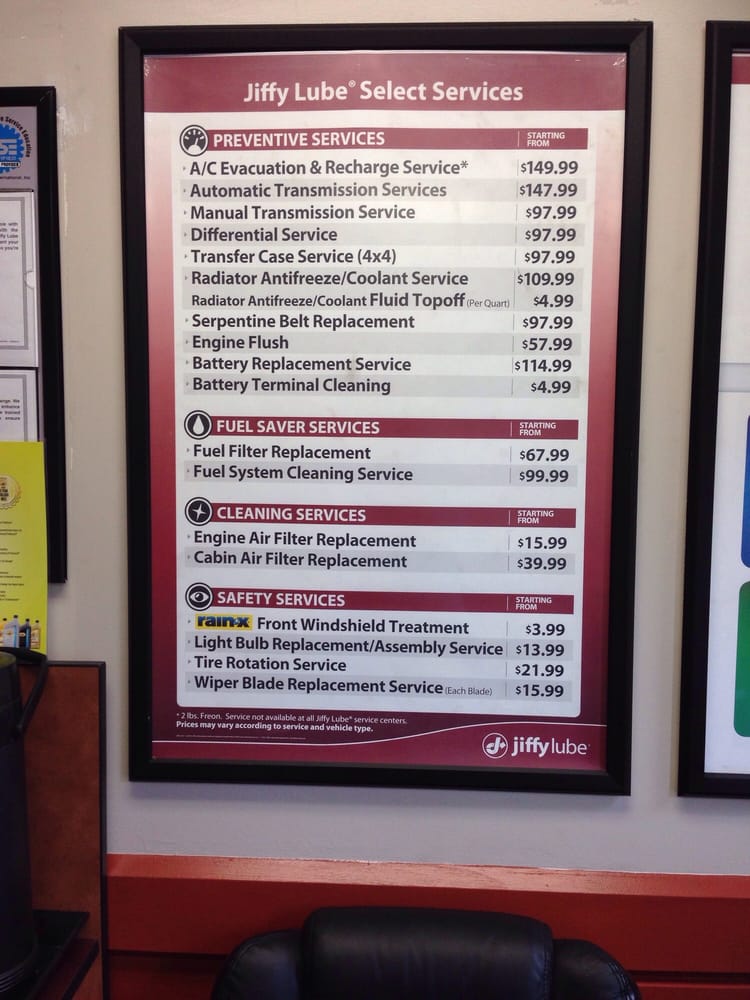 Jiffy Lube® Select Services
PREVENTIVE SERVICES STARTING FROM
A/C Evacuation & Recharge Service* $149.99
Automatic Transmission Services $147.99
Manual Transmission Service $97.99
Differential Service $97.99
Transfer Case Service (4x4) $97.99
Radiator Antifreeze/Coolant Service $109.99
Radiator Antifreeze/Coolant Fluid Topoff (Per Quart) $4.99
Serpentine Belt Replacement $97.99
Engine Flush $57.99
Battery Replacement Service $114.99
Battery Terminal Cleaning $4.99
FUEL SAVER SERVICES STARTING FROM
Fuel Filter Replacement $67.99
Fuel System Cleaning Service $99.99
CLEANING SERVICES STARTING FROM
Engine Air Filter Replacement $15.99
Cabin Air Filter Replacement $39.99
SAFETY SERVICES STARTING FROM
rain-x Front Windshield Treatment $3.99
Light Bulb Replacement/Assembly Service $13.99
Tire Rotation Service $21.99
Wiper Blade Replacement Service (Each Blade) $15.99
* 2 lbs. Freon. Service not available at all Jiffy Lube® service centers.
Prices may vary according to service and vehicle type.
jiffylube